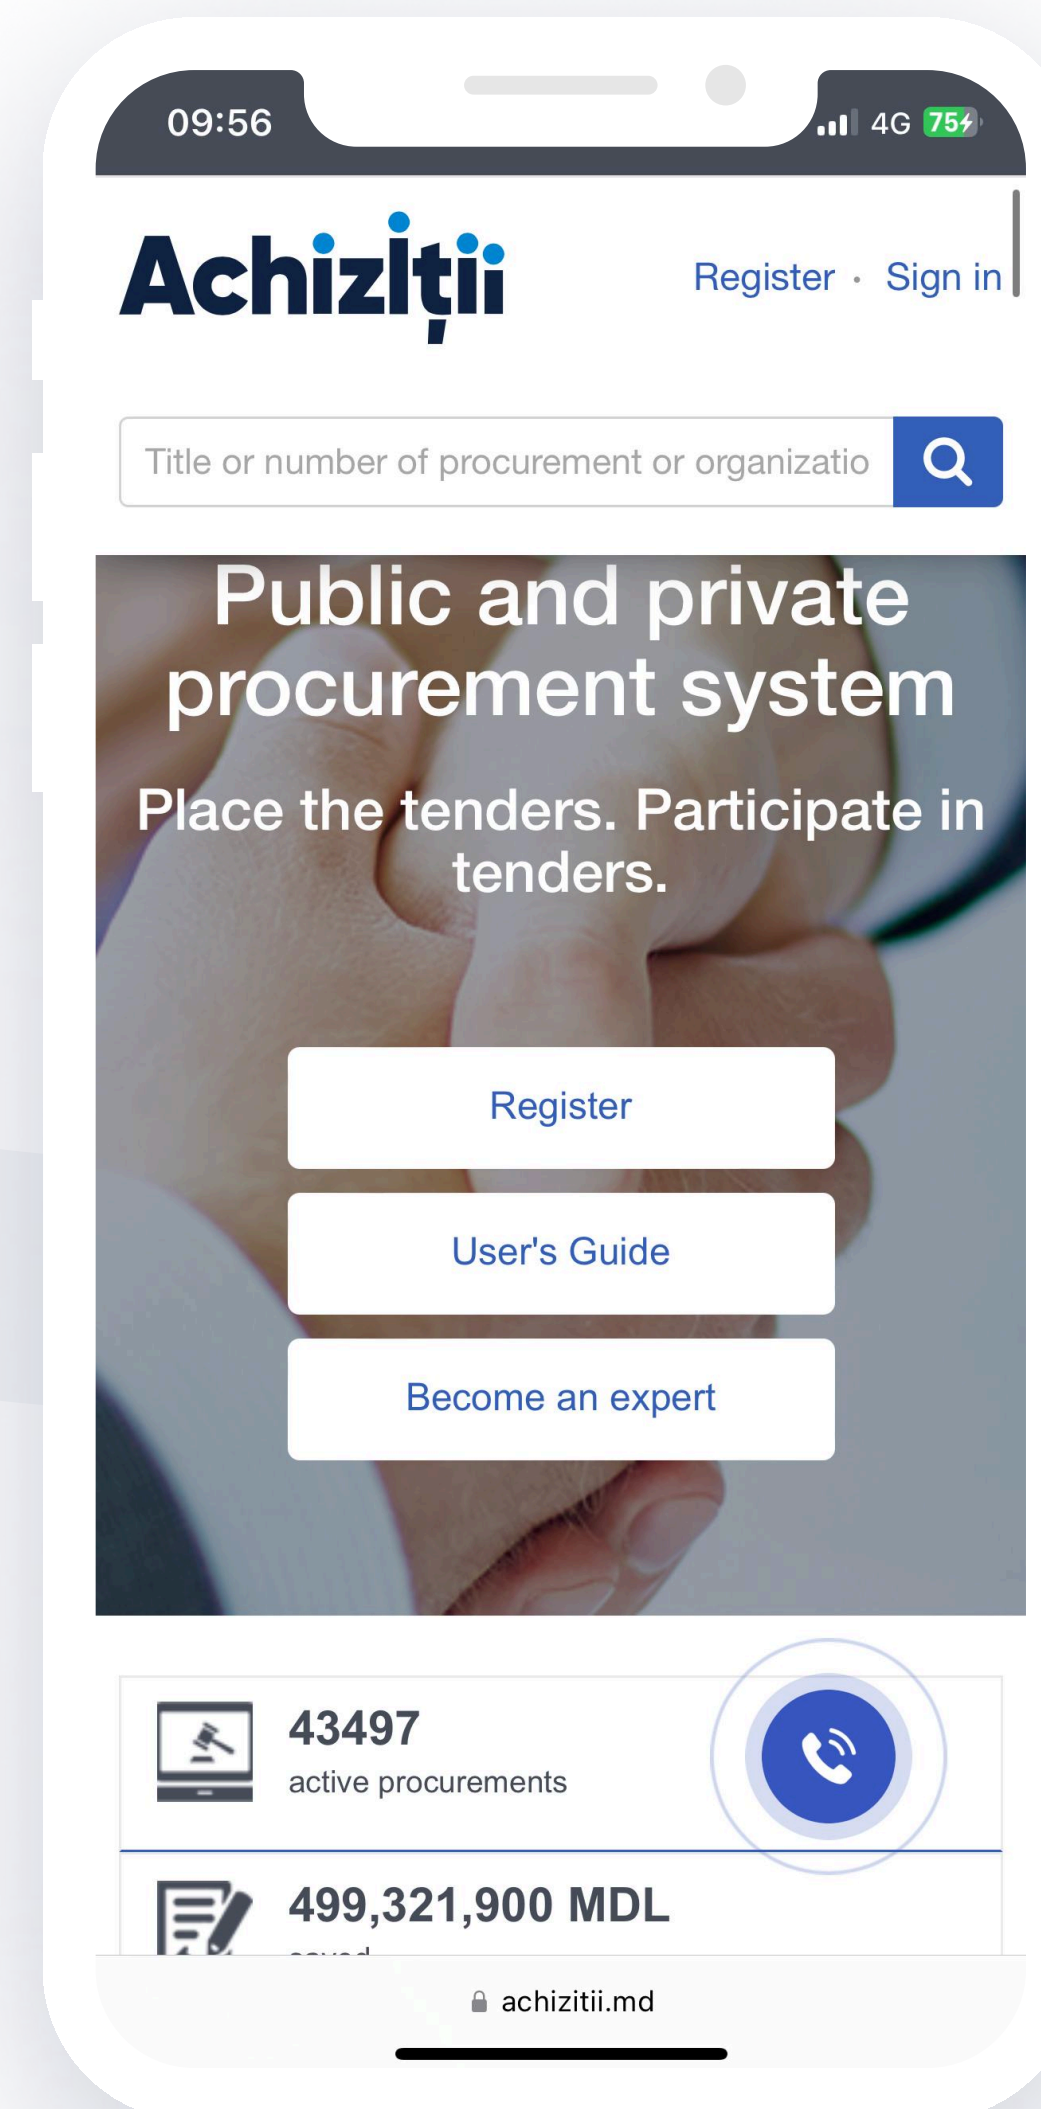 09:56
4G 75
Achiziții
Register · Sign in
Title or number of procurement or organizatio
Public and private
procurement system
Place the tenders. Participate in
tenders.
Register
User's Guide
Become an expert
43497
active procurements
499,321,900 MDL
saved
achizitii.md